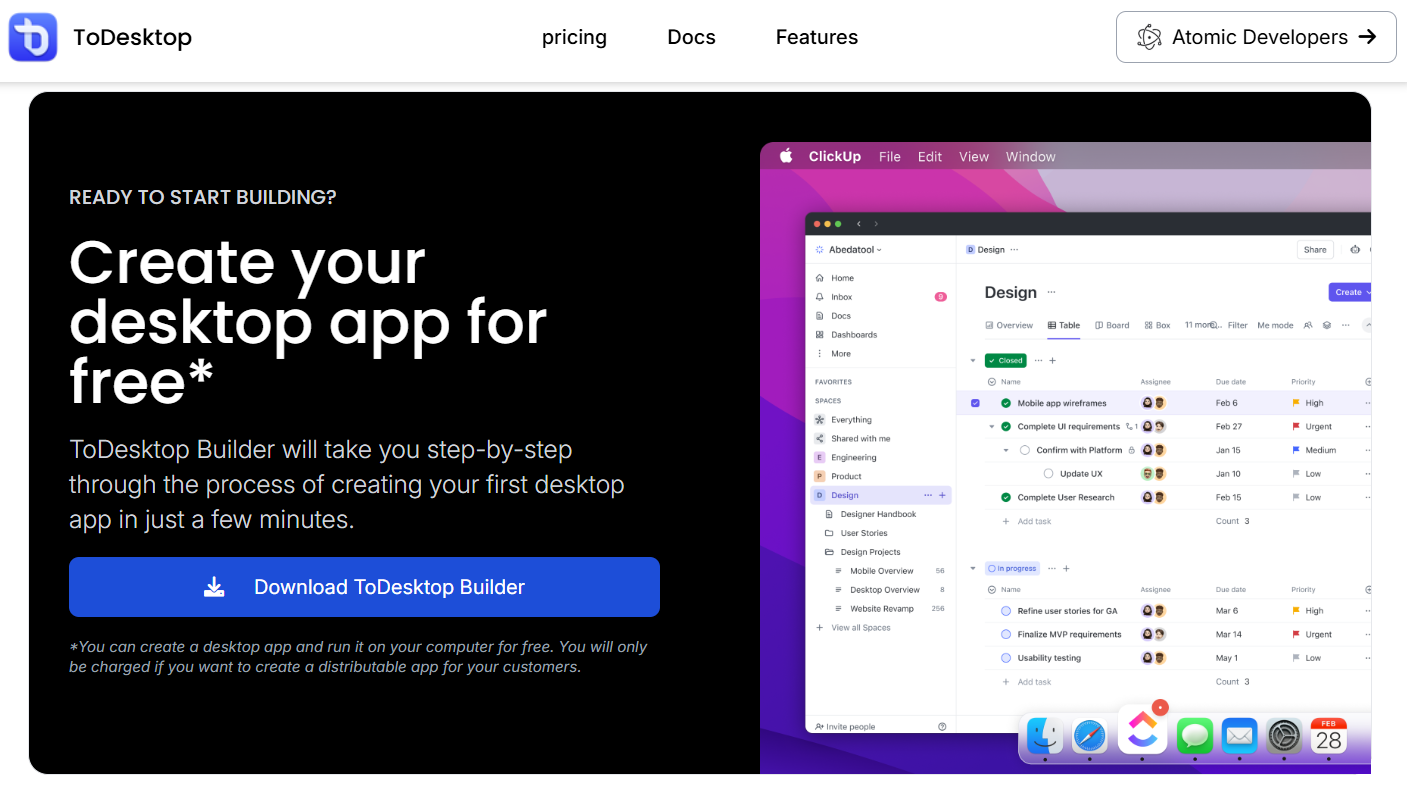 ToDesktop
pricing
Docs
Features
Atomic Developers
READY TO START BUILDING?
Create your
desktop app for
free*
ToDesktop Builder will take you step-by-step
through the process of creating your first desktop
app in just a few minutes.
Download ToDesktop Builder
*You can create a desktop app and run it on your computer for free. You will only
be charged if you want to create a distributable app for your customers.
ClickUp File Edit View Window
Abedatool
Home
Inbox 9
Docs
Dashboards
More
FAVORITES
SPACES
Everything
Shared with me
E Engineering
P Product
D Design
Designer Handbook
User Stories
Design Projects
Mobile Overview 56
Desktop Overview 8
Website Revamp 256
View all Spaces
Invite people
D Design
Share
Design
Create
Overview Table Board Box 11 more Filter Me mode
Closed
Name Assignee Due date Priority
Mobile app wireframes Feb 6 High
Complete UI requirements 1 Feb 27 Urgent
Confirm with Platform Jan 15 Medium
Update UX Jan 10 Low
Complete User Research Feb 15 Low
Add task Count 3
In progress
Name Assignee Due date Priority
Refine user stories for GA Mar 6 High
Finalize MVP requirements Mar 14 Urgent
Usability testing May 1 Low
Add task Count 3
FEB
28